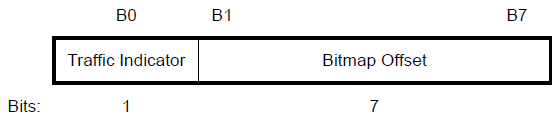 B0 B1 B7
Traffic Indicator Bitmap Offset
Bits: 1 7